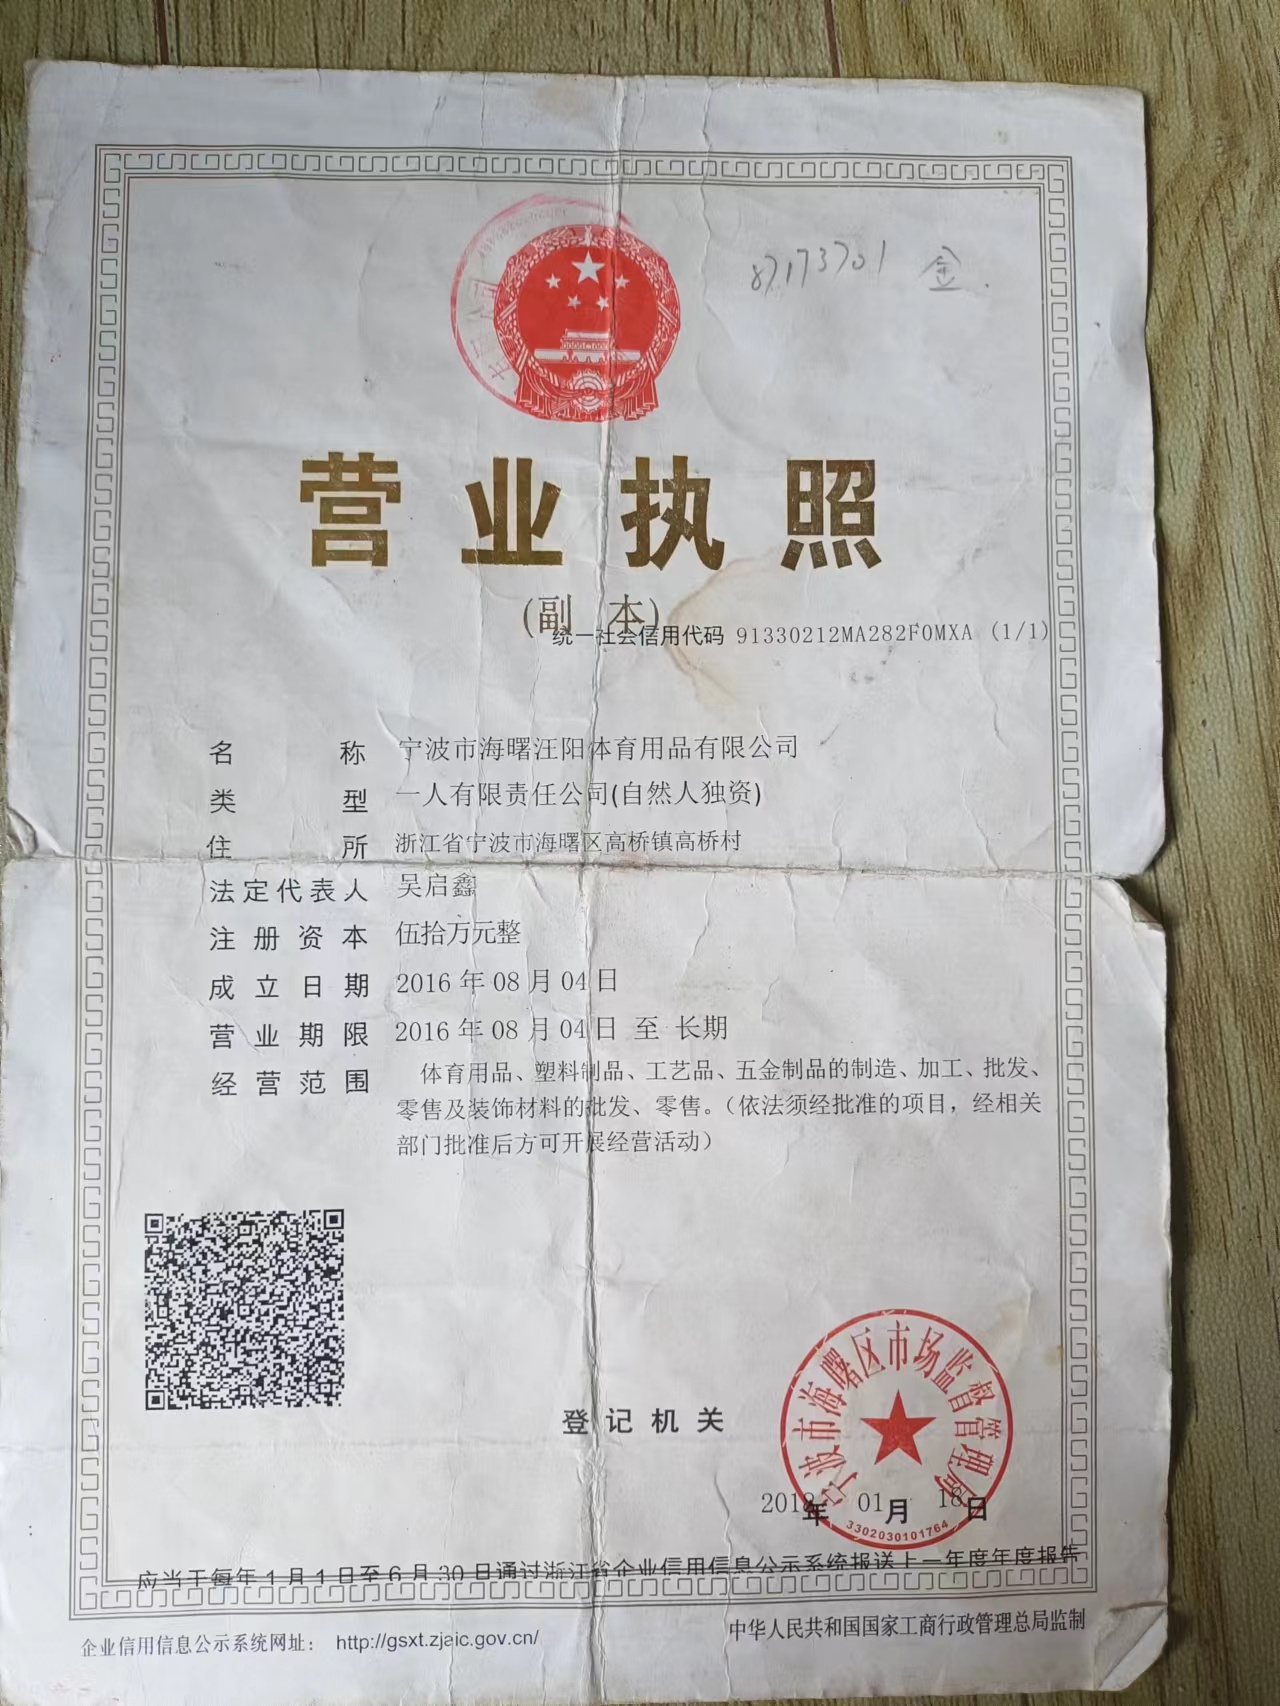 87173701 金
营业执照
(副 本)
统一社会信用代码 91330212MA282F0MXA (1/1)
名 称 宁波市海曙汪阳体育用品有限公司
类 型 一人有限责任公司(自然人独资)
住 所 浙江省宁波市海曙区高桥镇高桥村
法定代表人 吴启鑫
注册资本 伍拾万元整
成立日期 2016年08月04日
营业期限 2016年08月04日 至 长期
经营范围 体育用品、塑料制品、工艺品、五金制品的制造、加工、批发、
零售及装饰材料的批发、零售。(依法须经批准的项目，经相关
部门批准后方可开展经营活动)
登记机关
宁波市海曙区市场监督管理局
2018年 01月 18日
3302030101764
应当于每年1月1日至6月30日通过浙江省企业信用信息公示系统报送上一年度年度报告
企业信用信息公示系统网址： http://gsxt.zjaic.gov.cn/
中华人民共和国国家工商行政管理总局监制